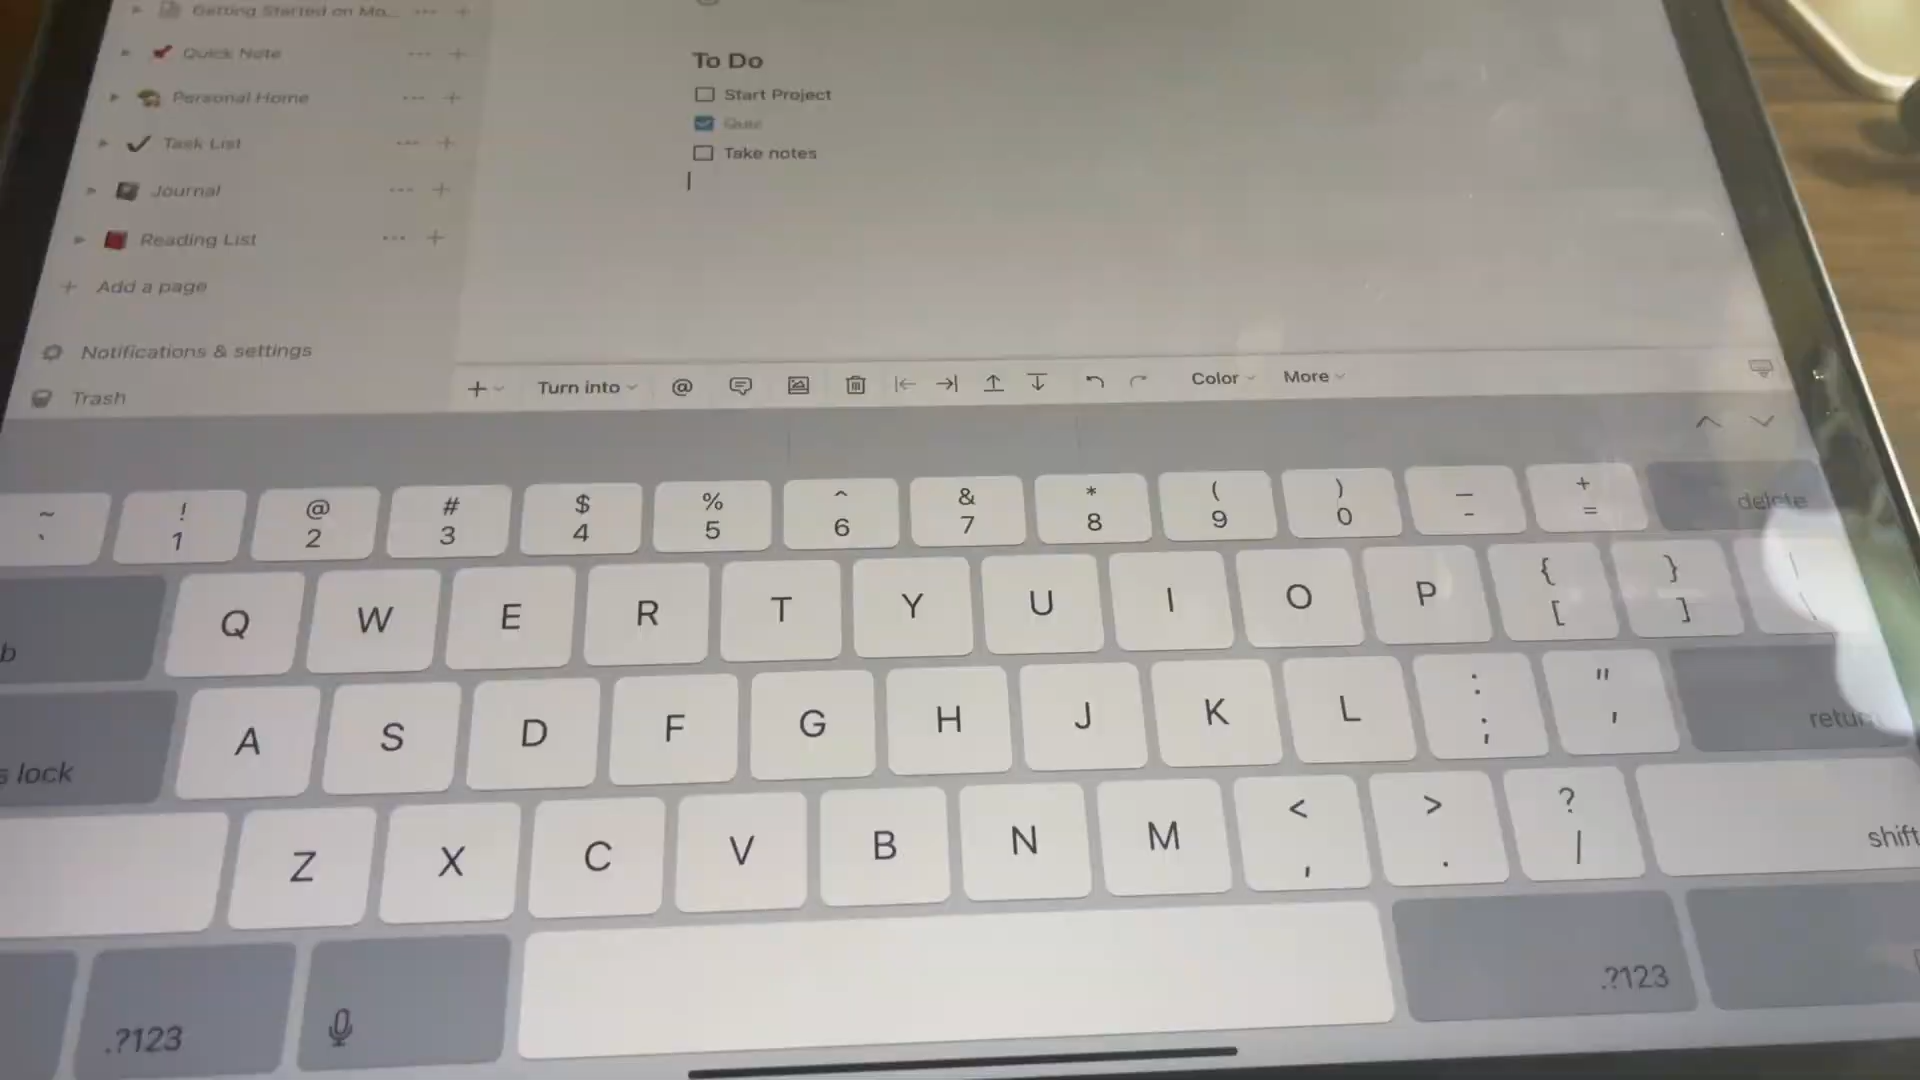 Getting Started on Mo...
Quick Note
Personal Home
Task List
Journal
Reading List
+ Add a page
Notifications & settings
Trash
To Do
Start Project
Quiz
Take notes
+ Turn into @ Color More
~ ! @ # $ % ^ & * ( ) _ +
` 1 2 3 4 5 6 7 8 9 0 - = delete
b Q W E R T Y U I O P { [ } ] | \
s lock A S D F G H J K L : ; " ' retur
Z X C V B N M < , > . ? / shift
.?123 .?123